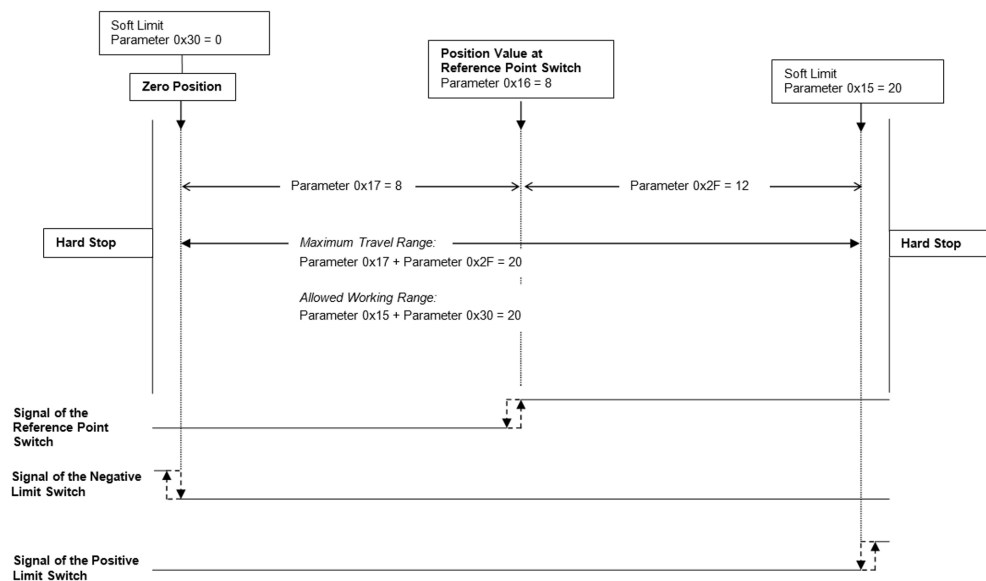 Soft Limit
Parameter 0x30 = 0
Zero Position
Position Value at
Reference Point Switch
Parameter 0x16 = 8
Soft Limit
Parameter 0x15 = 20
Parameter 0x17 = 8
Parameter 0x2F = 12
Hard Stop
Maximum Travel Range:
Parameter 0x17 + Parameter 0x2F = 20
Hard Stop
Allowed Working Range:
Parameter 0x15 + Parameter 0x30 = 20
Signal of the
Reference Point
Switch
Signal of the Negative
Limit Switch
Signal of the Positive
Limit Switch